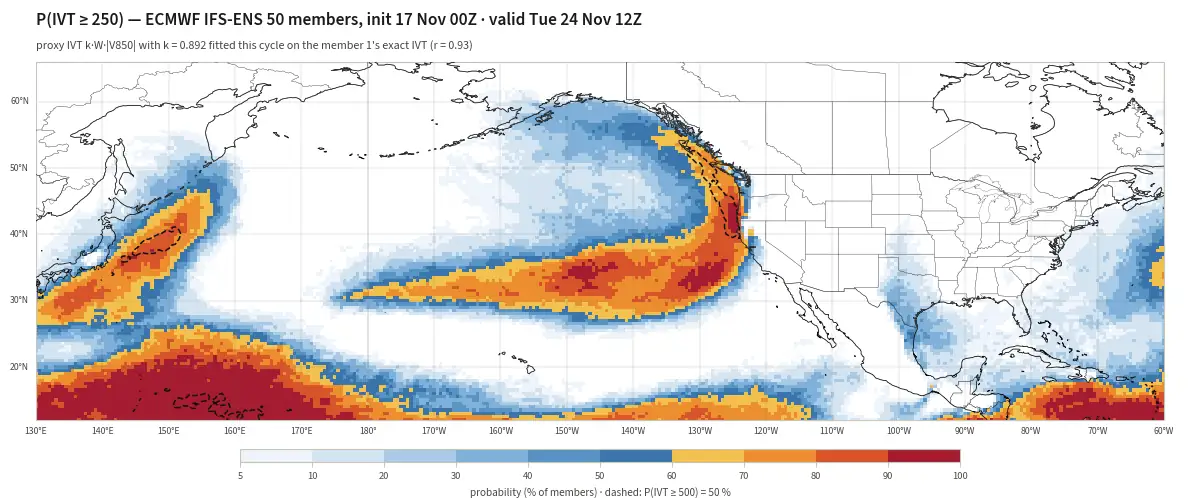 P(IVT ≥ 250) — ECMWF IFS-ENS 50 members, init 17 Nov 00Z · valid Tue 24 Nov 12Z
proxy IVT k·W·|V850| with k = 0.892 fitted this cycle on the member 1's exact IVT (r = 0.93)
60°N
50°N
40°N
30°N
20°N
130°E 140°E 150°E 160°E 170°E 180° 170°W 160°W 150°W 140°W 130°W 120°W 110°W 100°W 90°W 80°W 70°W 60°W
5 10 20 30 40 50 60 70 80 90 100
probability (% of members) · dashed: P(IVT ≥ 500) = 50 %